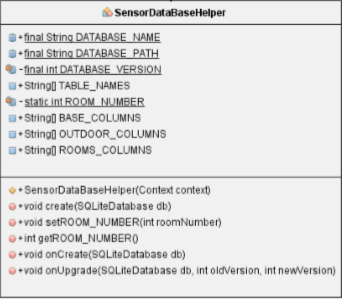 SensorDataBaseHelper
+final String DATABASE_NAME
+final String DATABASE_PATH
-final int DATABASE_VERSION
+String[] TABLE_NAMES
-static int ROOM_NUMBER
+String[] BASE_COLUMNS
+String[] OUTDOOR_COLUMNS
+String[] ROOMS_COLUMNS
+SensorDataBaseHelper(Context context)
+void create(SQLiteDatabase db)
+void setROOM_NUMBER(int roomNumber)
+int getROOM_NUMBER()
+void onCreate(SQLiteDatabase db)
+void onUpgrade(SQLiteDatabase db, int oldVersion, int newVersion)